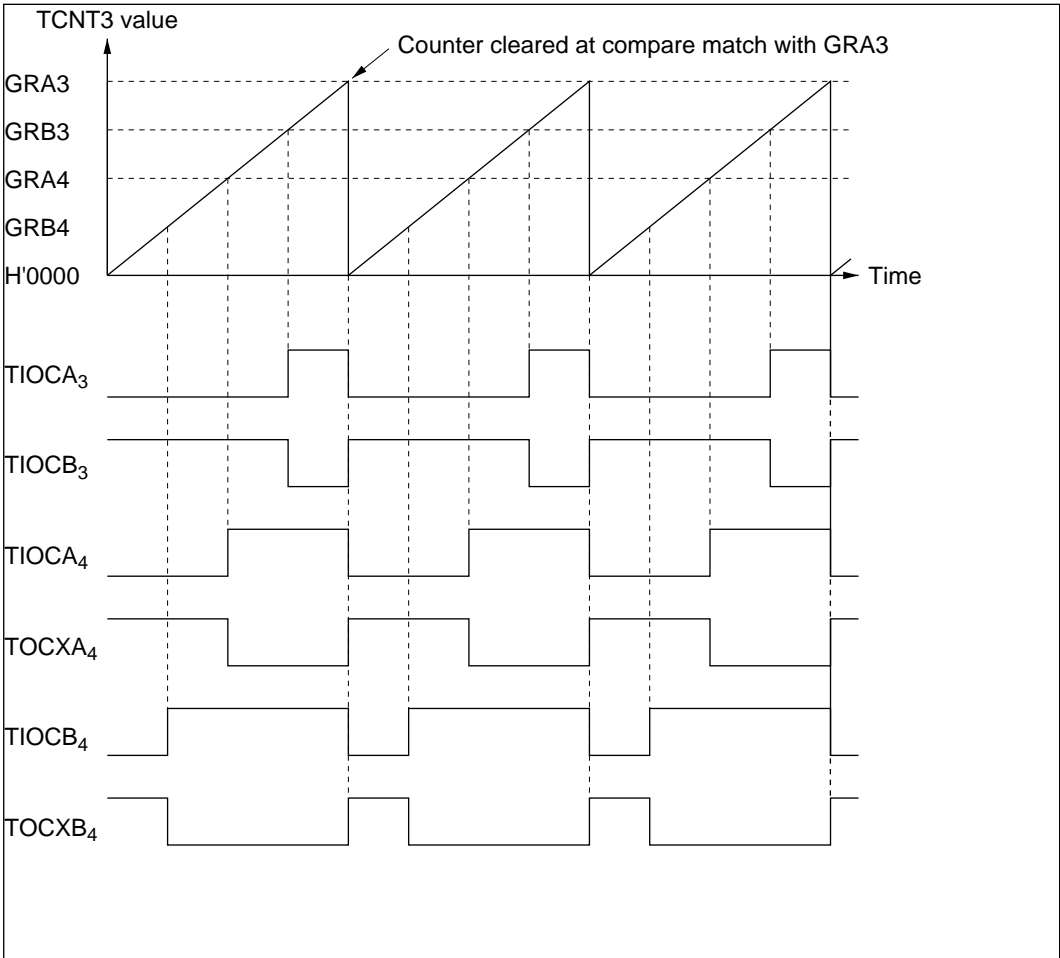 TCNT3 value
Counter cleared at compare match with GRA3
GRA3
GRB3
GRA4
GRB4
H'0000
Time
TIOCA3
TIOCB3
TIOCA4
TOCXA4
TIOCB4
TOCXB4